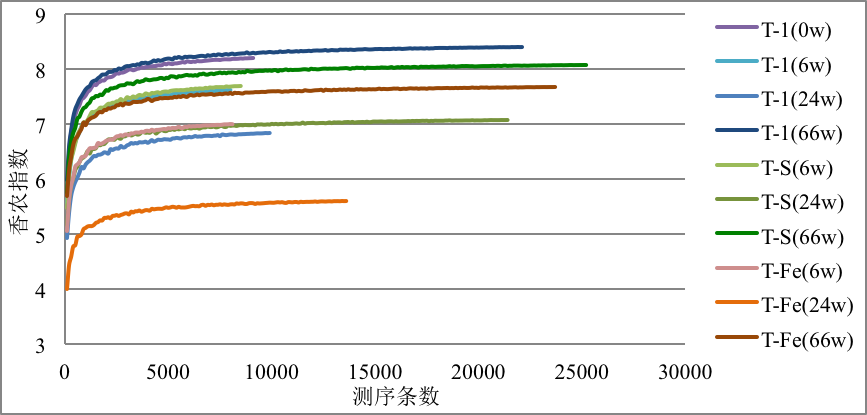 9
8
7
6
5
4
3
香农指数
0
5000
10000
15000
20000
25000
30000
测序条数
T-1(0w)
T-1(6w)
T-1(24w)
T-1(66w)
T-S(6w)
T-S(24w)
T-S(66w)
T-Fe(6w)
T-Fe(24w)
T-Fe(66w)